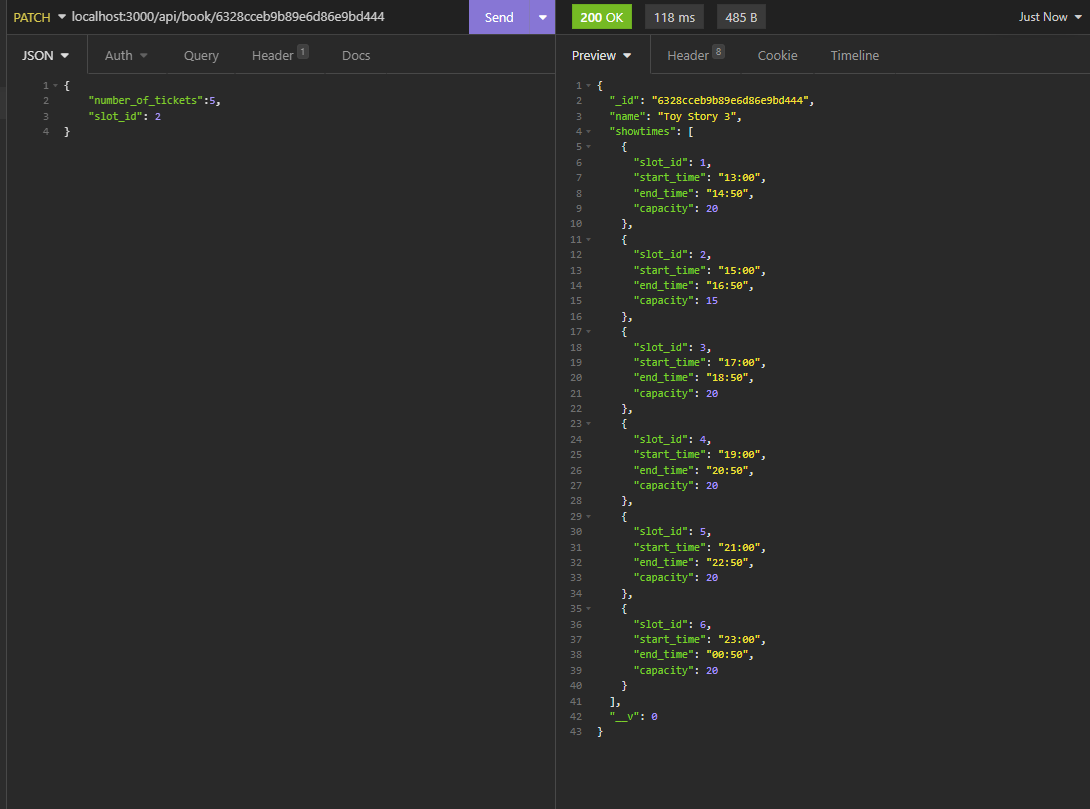 PATCH localhost:3000/api/book/6328cceb9b89e6d86e9bd444 Send
JSON Auth Query Header 1 Docs
1 {
2 "number_of_tickets":5,
3 "slot_id": 2
4 }
200 OK 118 ms 485 B Just Now
Preview Header 8 Cookie Timeline
1 {
2 "_id": "6328cceb9b89e6d86e9bd444",
3 "name": "Toy Story 3",
4 "showtimes": [
5 {
6 "slot_id": 1,
7 "start_time": "13:00",
8 "end_time": "14:50",
9 "capacity": 20
10 },
11 {
12 "slot_id": 2,
13 "start_time": "15:00",
14 "end_time": "16:50",
15 "capacity": 15
16 },
17 {
18 "slot_id": 3,
19 "start_time": "17:00",
20 "end_time": "18:50",
21 "capacity": 20
22 },
23 {
24 "slot_id": 4,
25 "start_time": "19:00",
26 "end_time": "20:50",
27 "capacity": 20
28 },
29 {
30 "slot_id": 5,
31 "start_time": "21:00",
32 "end_time": "22:50",
33 "capacity": 20
34 },
35 {
36 "slot_id": 6,
37 "start_time": "23:00",
38 "end_time": "00:50",
39 "capacity": 20
40 }
41 ],
42 "__v": 0
43 }